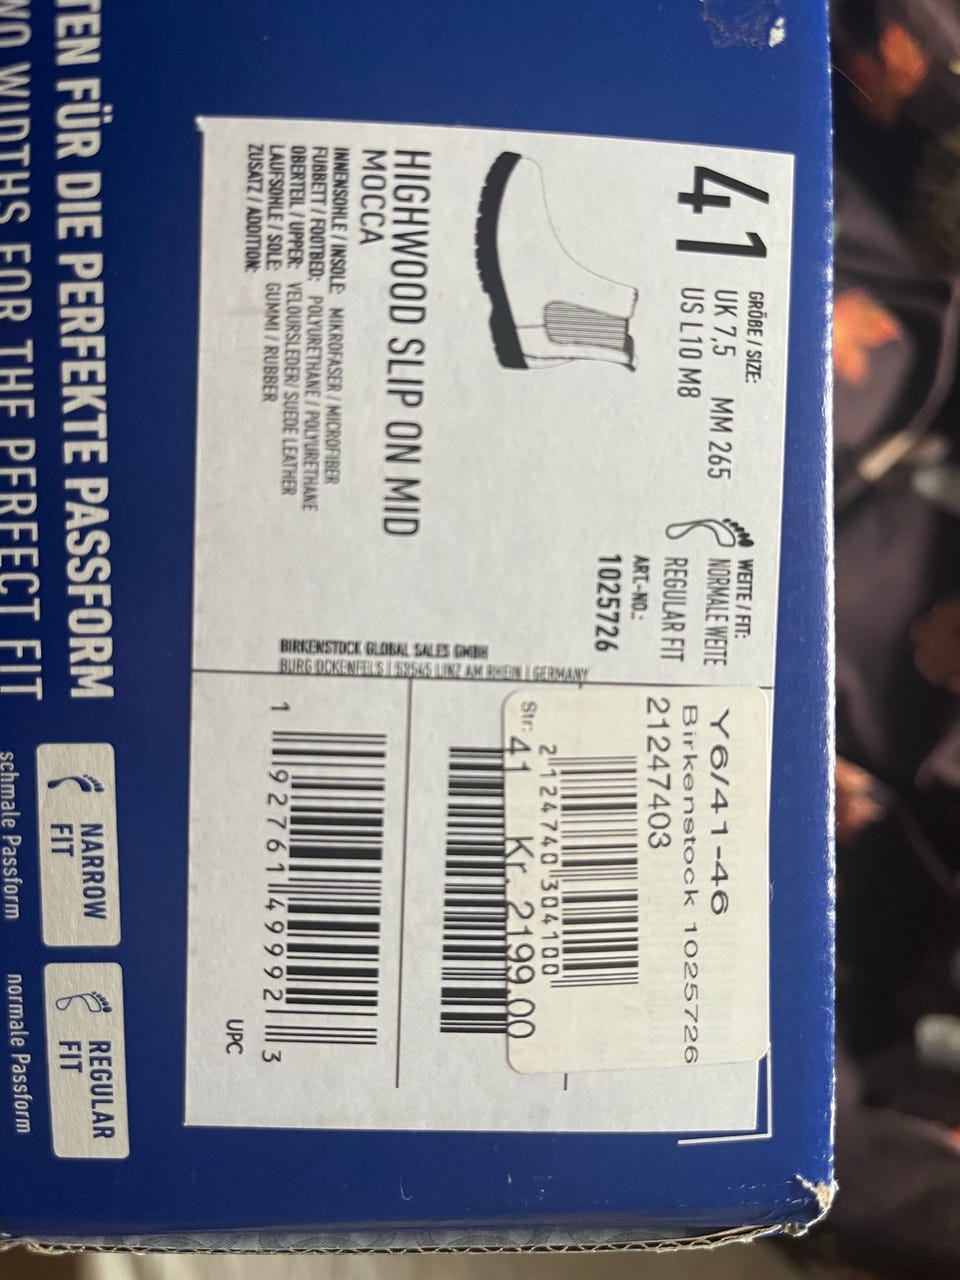 GRÖßE / SIZE:
41
UK 7,5 MM 265
US L10 M8
WEITE / FIT:
NORMALE WEITE
REGULAR FIT
ART.-NO.:
1025726
HIGHWOOD SLIP ON MID
MOCCA
INNENSOHLE / INSOLE: MIKROFASER / MICROFIBER
FUßBETT / FOOTBED: POLYURETHANE / POLYURETHANE
OBERTEIL / UPPER: VELOURSLEDER/ SUEDE LEATHER
LAUFSOHLE / SOLE: GUMMI / RUBBER
ZUSATZ / ADDITION:
BIRKENSTOCK GLOBAL SALES GMBH
BURG OCKENFELS | 53545 LINZ AM RHEIN | GERMANY
Y6/41-46
Birkenstock 1025726
21247403
2 124740 304100
Str: 41 Kr. 2199.00
1 92761 49992 3
UPC
TEN FÜR DIE PERFEKTE PASSFORM
WO WIDTHS FOR THE PERFECT FIT
NARROW
FIT
schmale Passform
REGULAR
FIT
normale Passform